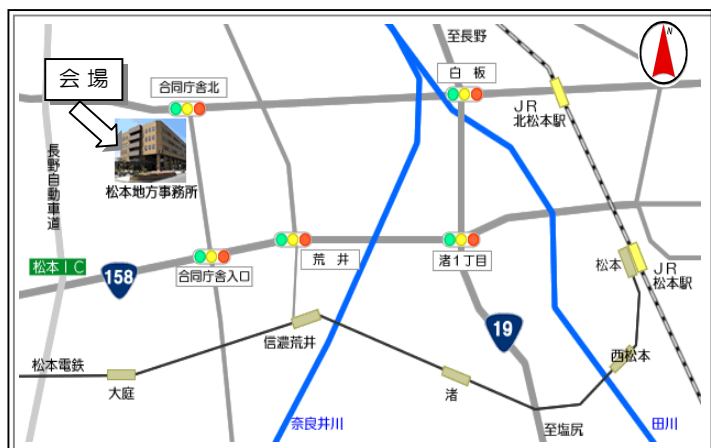 至長野
N
会場
合同庁舎北
白板
JR
北松本駅
長野自動車道
松本地方事務所
松本IC
158
合同庁舎入口
荒井
渚1丁目
松本
JR
松本駅
信濃荒井
19
松本電鉄
大庭
渚
西松本
奈良井川
至塩尻
田川